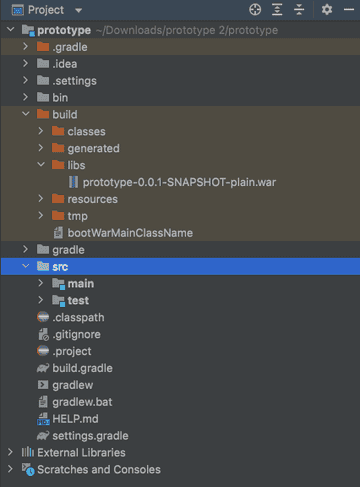 Project
prototype ~/Downloads/prototype 2/prototype
.gradle
.idea
.settings
bin
build
classes
generated
libs
prototype-0.0.1-SNAPSHOT-plain.war
resources
tmp
bootWarMainClassName
gradle
src
main
test
.classpath
.gitignore
.project
build.gradle
gradlew
gradlew.bat
HELP.md
settings.gradle
External Libraries
Scratches and Consoles